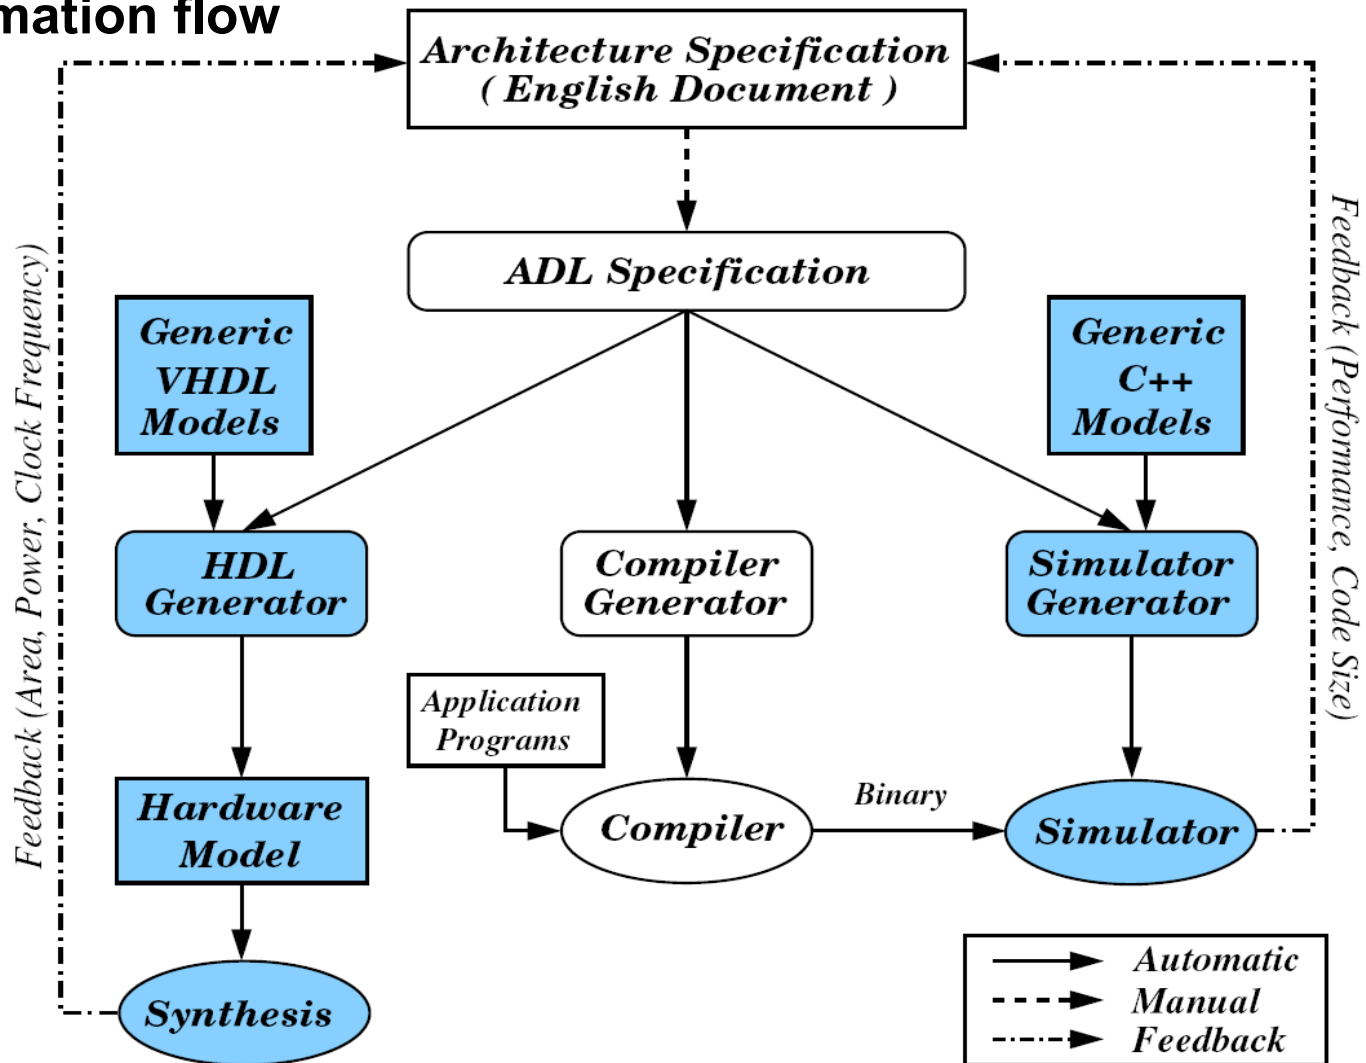 mation flow
Architecture Specification
( English Document )
ADL Specification
Generic
VHDL
Models
Generic
C++
Models
Feedback (Area, Power, Clock Frequency)
Feedback (Performance, Code Size)
HDL
Generator
Compiler
Generator
Simulator
Generator
Application
Programs
Hardware
Model
Compiler
Binary
Simulator
Synthesis
Automatic
Manual
Feedback